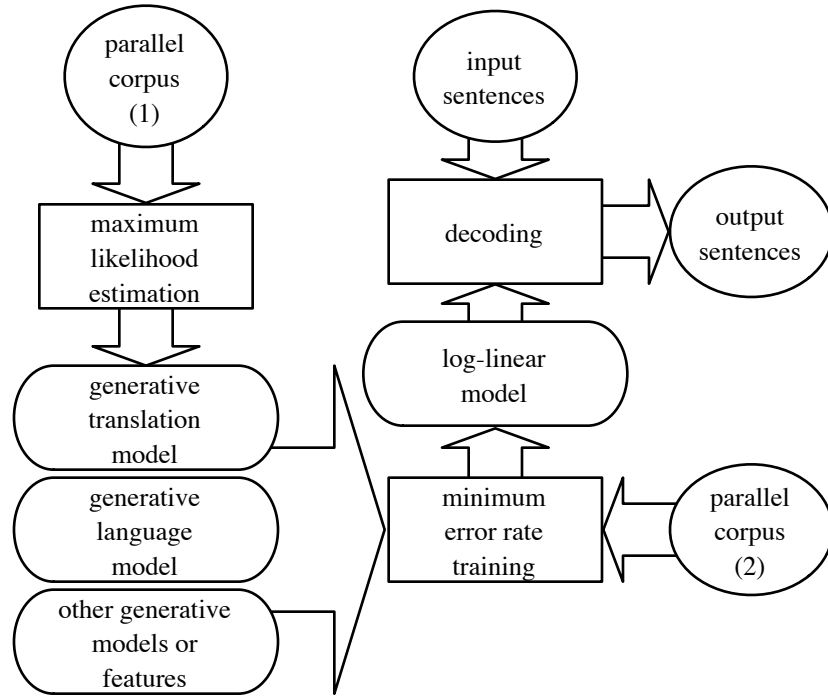 parallel
corpus
(1)
maximum
likelihood
estimation
generative
translation
model
generative
language
model
other generative
models or
features
input
sentences
decoding
output
sentences
log-linear
model
minimum
error rate
training
parallel
corpus
(2)